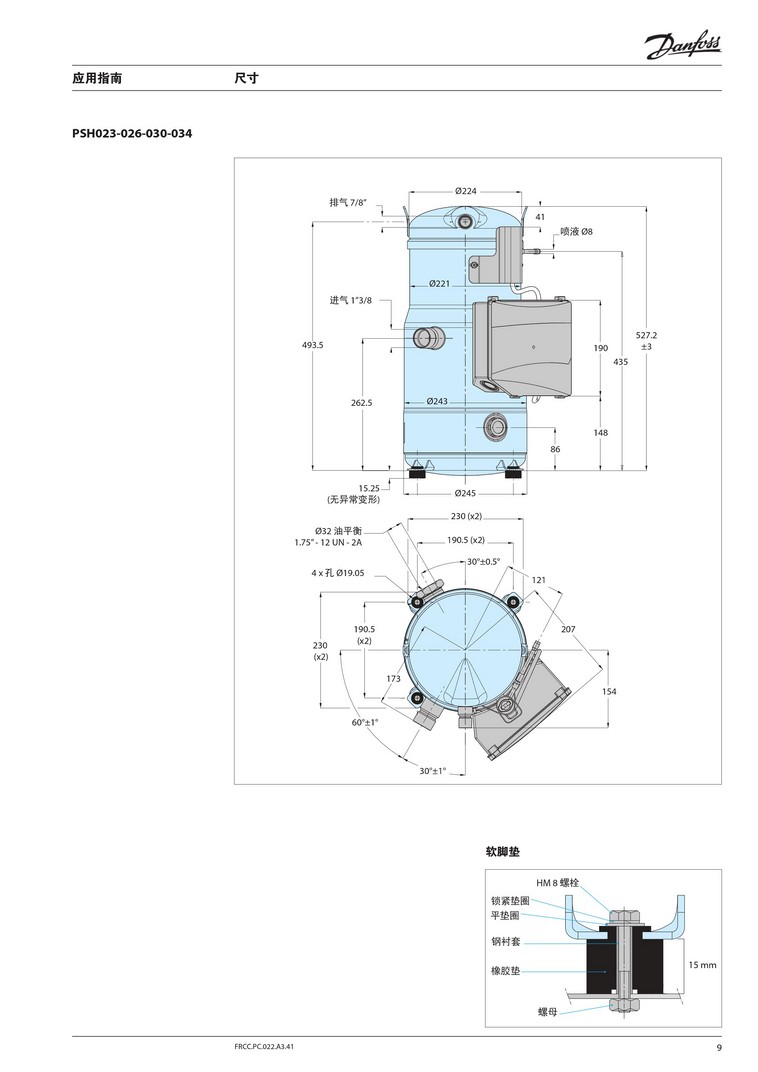 Danfoss
应用指南
尺寸
PSH023-026-030-034
Ø224
排气 7/8"
41
喷液 Ø8
Ø221
进气 1"3/8
527.2
±3
493.5
190
435
262.5
Ø243
148
86
15.25
(无异常变形)
Ø245
230 (x2)
Ø32 油平衡
1.75" - 12 UN - 2A
190.5 (x2)
30°±0.5°
4 x 孔 Ø19.05
121
190.5
(x2)
207
230
(x2)
173
154
60°±1°
30°±1°
软脚垫
HM 8 螺栓
锁紧垫圈
平垫圈
钢衬套
15 mm
橡胶垫
螺母
FRCC.PC.022.A3.41
9